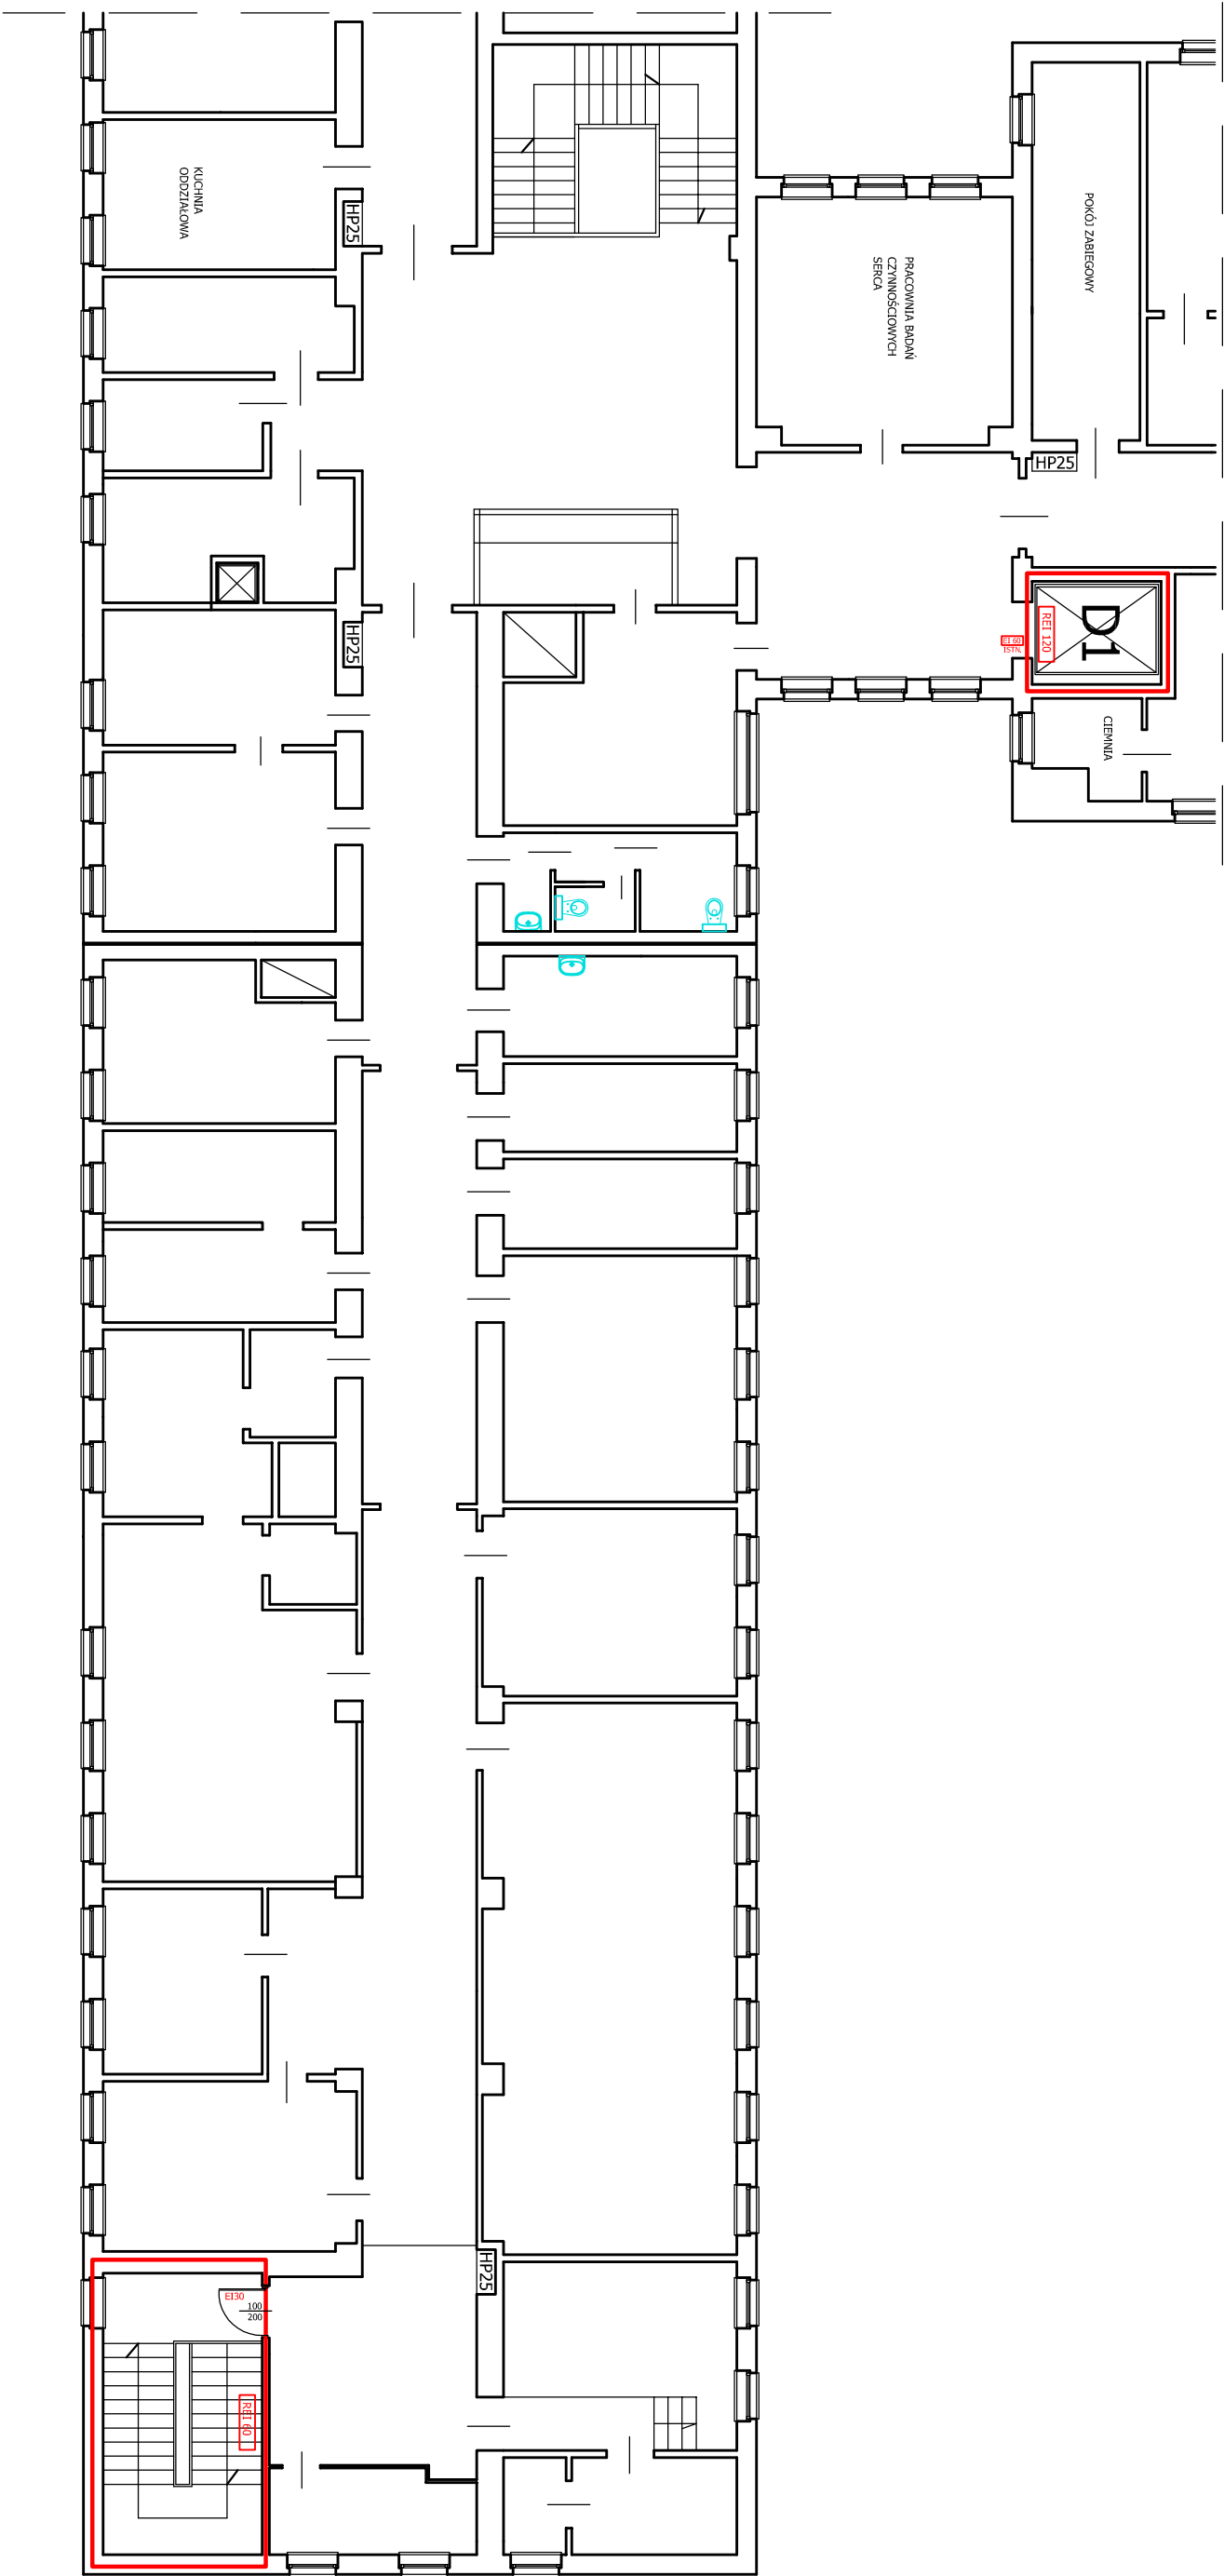 KUCHNIA
ODDZIAŁOWA
HP25
POKÓJ ZABIEGOWY
PRACOWNIA BADAŃ
CZYNNOŚCIOWYCH
SERCA
HP25
D1
REI 120
EI 60
ISTN.
HP25
CIEMNIA
HP25
EI30
100
200
REI 60